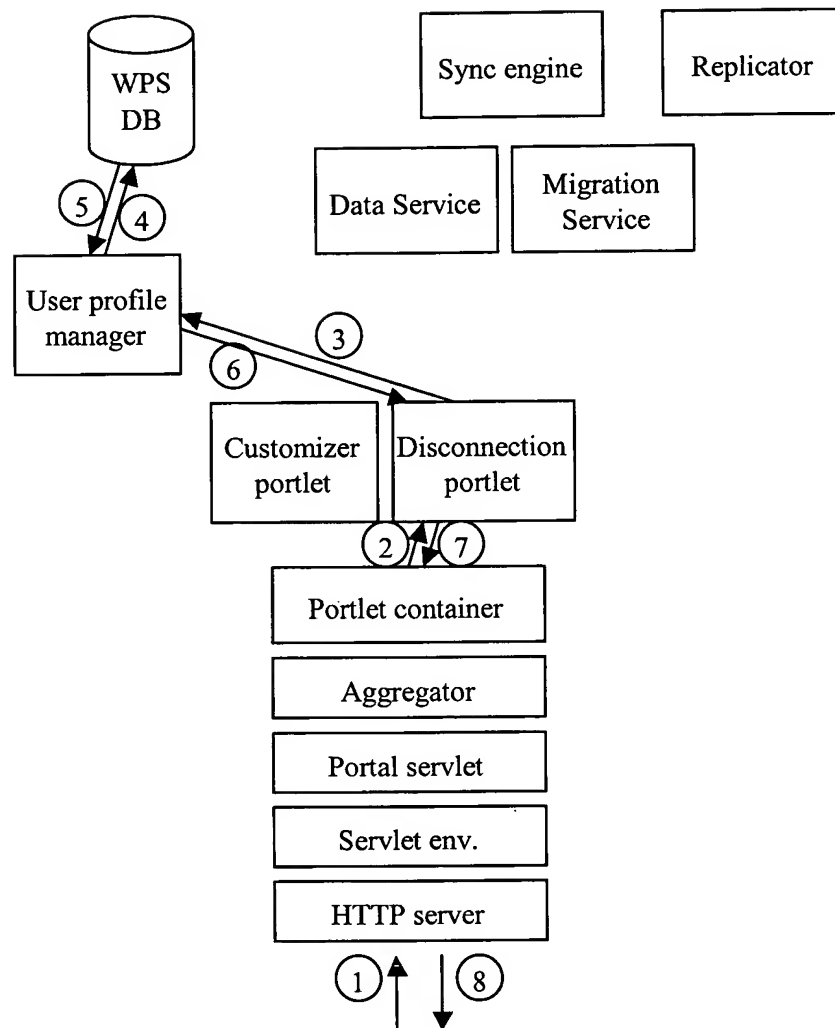 WPS
DB
Sync engine
Replicator
Data Service
Migration
Service
5
4
User profile
manager
3
6
Customizer
portlet
Disconnection
portlet
2
7
Portlet container
Aggregator
Portal servlet
Servlet env.
HTTP server
1
8